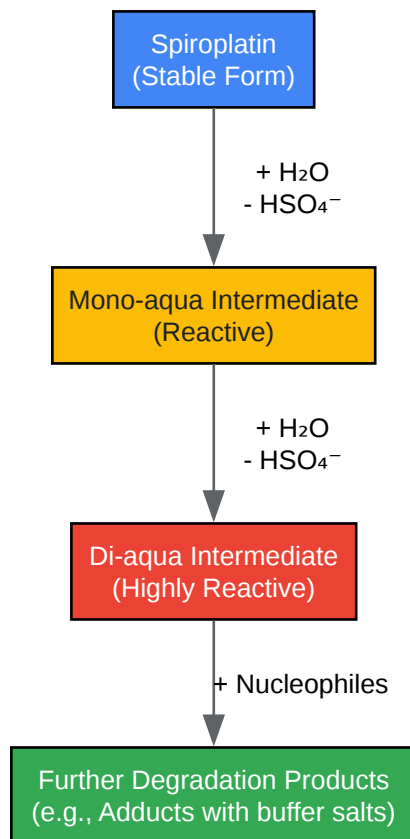 Spiroplatin
(Stable Form)
+ H₂O
- HSO₄⁻
Mono-aqua Intermediate
(Reactive)
+ H₂O
- HSO₄⁻
Di-aqua Intermediate
(Highly Reactive)
+ Nucleophiles
Further Degradation Products
(e.g., Adducts with buffer salts)